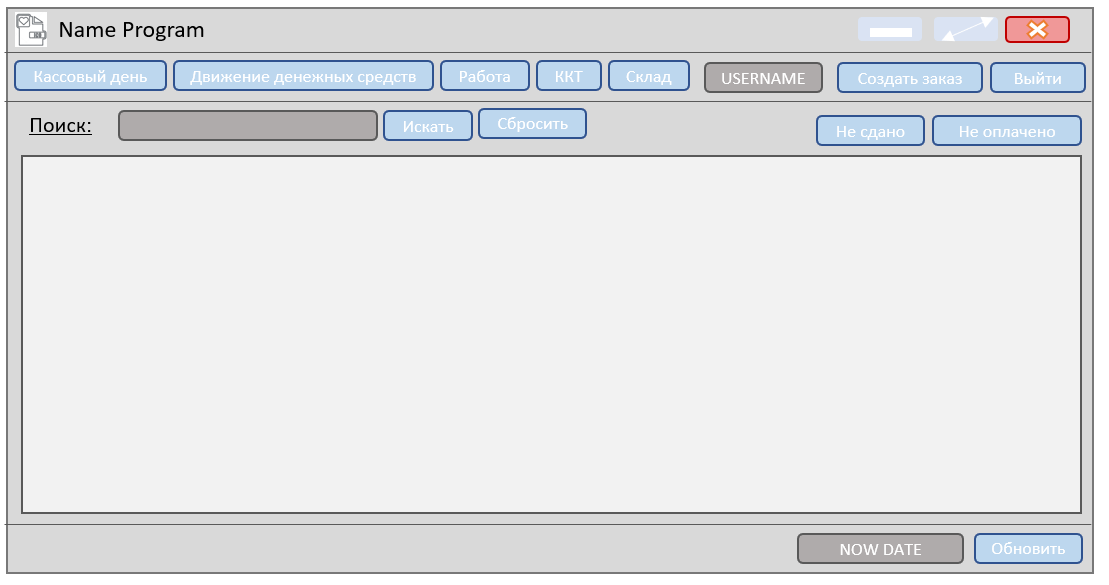 Name Program
Кассовый день Движение денежных средств Работа ККТ Склад USERNAME Создать заказ Выйти
Поиск: Искать Сбросить Не сдано Не оплачено
NOW DATE Обновить